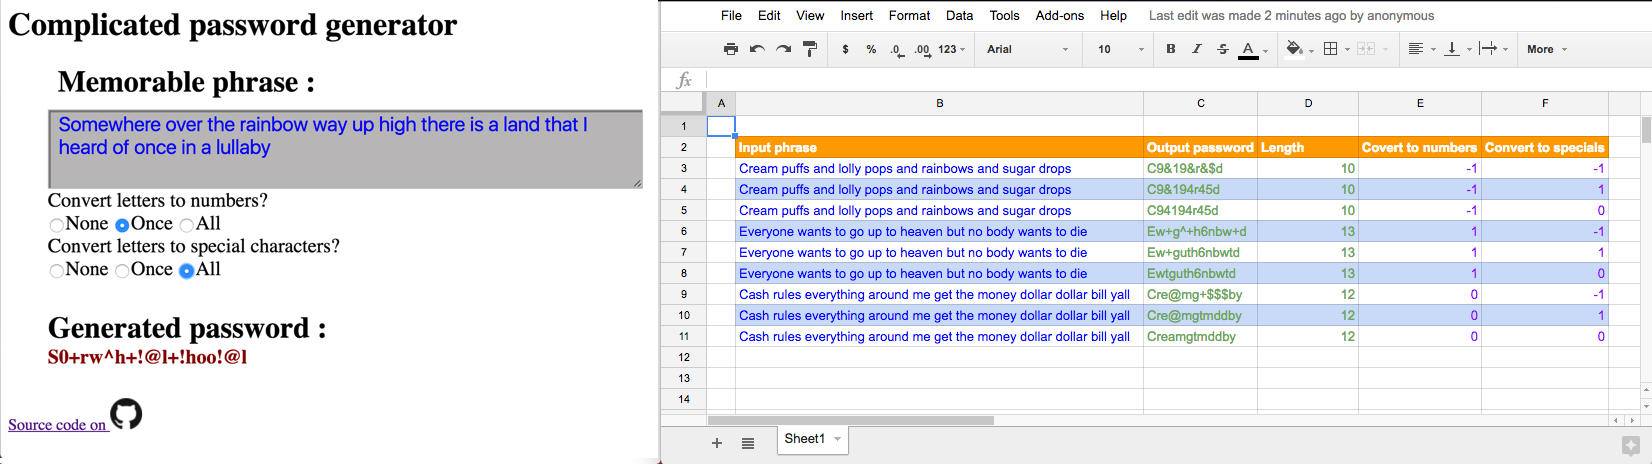 Complicated password generator
Memorable phrase :
Somewhere over the rainbow way up high there is a land that I
heard of once in a lullaby
Convert letters to numbers?
None Once All
Convert letters to special characters?
None Once All
Generated password :
S0+rw^h+!@l+!hoo!@l
Source code on
File Edit View Insert Format Data Tools Add-ons Help Last edit was made 2 minutes ago by anonymous
$ % .0 .00 123 Arial 10 B I S A More
fx
A B C D E F
1
2 Input phrase Output password Length Covert to numbers Convert to specials
3 Cream puffs and lolly pops and rainbows and sugar drops C9&19&r&$d 10 -1 -1
4 Cream puffs and lolly pops and rainbows and sugar drops C9&194r45d 10 -1 1
5 Cream puffs and lolly pops and rainbows and sugar drops C94194r45d 10 -1 0
6 Everyone wants to go up to heaven but no body wants to die Ew+g^+h6nbw+d 13 1 -1
7 Everyone wants to go up to heaven but no body wants to die Ew+guth6nbwtd 13 1 1
8 Everyone wants to go up to heaven but no body wants to die Ewtguth6nbwtd 13 1 0
9 Cash rules everything around me get the money dollar dollar bill yall Cre@mg+$$$by 12 0 -1
10 Cash rules everything around me get the money dollar dollar bill yall Cre@mgtmddby 12 0 1
11 Cash rules everything around me get the money dollar dollar bill yall Creamgtmddby 12 0 0
12
13
14
Sheet1